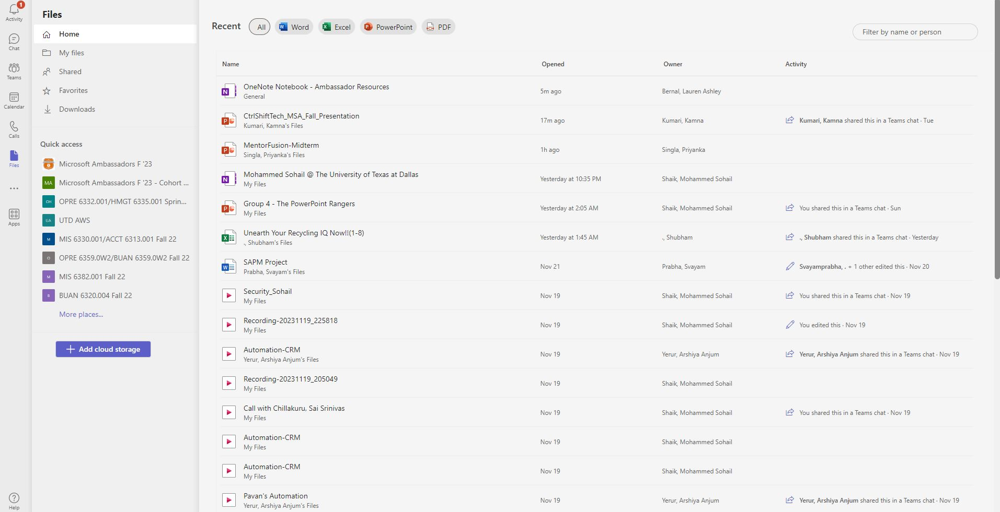 1
Activity
Chat
Teams
Calendar
Calls
Files
Apps
Help
Files
Home
My files
Shared
Favorites
Downloads
Quick access
Microsoft Ambassadors F '23
MA Microsoft Ambassadors F '23 - Cohort ...
OH OPRE 6332.001/HMGT 6335.001 Sprin...
UA UTD AWS
M MIS 6330.001/ACCT 6313.001 Fall 22
O OPRE 6359.0W2/BUAN 6359.0W2 Fall 22
M MIS 6382.001 Fall 22
B BUAN 6320.004 Fall 22
More places...
Add cloud storage
Recent All Word Excel PowerPoint PDF
Filter by name or person
Name Opened Owner Activity
OneNote Notebook - Ambassador Resources
General
5m ago Bernal, Lauren Ashley
CtrlShiftTech_MSA_Fall_Presentation
Kumari, Kamna's Files
17m ago Kumari, Kamna Kumari, Kamna shared this in a Teams chat · Tue
MentorFusion-Midterm
Singla, Priyanka's Files
1h ago Singla, Priyanka
Mohammed Sohail @ The University of Texas at Dallas
My Files
Yesterday at 10:35 PM Shaik, Mohammed Sohail
Group 4 - The PowerPoint Rangers
My Files
Yesterday at 2:05 AM Shaik, Mohammed Sohail You shared this in a Teams chat · Sun
Unearth Your Recycling IQ Now!!(1-8)
., Shubham's Files
Yesterday at 1:45 AM ., Shubham ., Shubham shared this in a Teams chat · Yesterday
SAPM Project
Prabha, Svayam's Files
Nov 21 Prabha, Svayam Svayamprabha, . + 1 other edited this · Nov 20
Security_Sohail
My Files
Nov 19 Shaik, Mohammed Sohail You shared this in a Teams chat · Nov 19
Recording-20231119_225818
My Files
Nov 19 Shaik, Mohammed Sohail You edited this · Nov 19
Automation-CRM
Yerur, Arshiya Anjum's Files
Nov 19 Yerur, Arshiya Anjum Yerur, Arshiya Anjum shared this in a Teams chat · Nov 19
Recording-20231119_205049
My Files
Nov 19 Shaik, Mohammed Sohail
Call with Chillakuru, Sai Srinivas
My Files
Nov 19 Shaik, Mohammed Sohail You shared this in a Teams chat · Nov 19
Automation-CRM
My Files
Nov 19 Shaik, Mohammed Sohail
Automation-CRM
My Files
Nov 19 Shaik, Mohammed Sohail
Pavan's Automation
Yerur, Arshiya Anjum's Files
Nov 19 Yerur, Arshiya Anjum Yerur, Arshiya Anjum shared this in a Teams chat · Nov 19